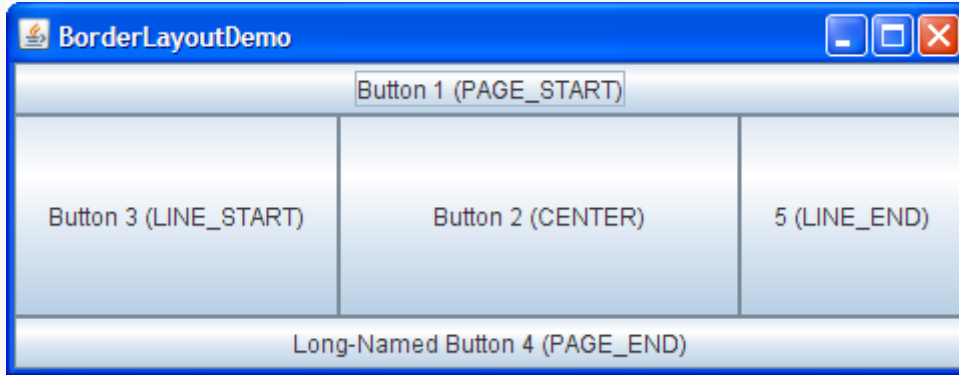 BorderLayoutDemo
Button 1 (PAGE_START)
Button 3 (LINE_START)
Button 2 (CENTER)
5 (LINE_END)
Long-Named Button 4 (PAGE_END)